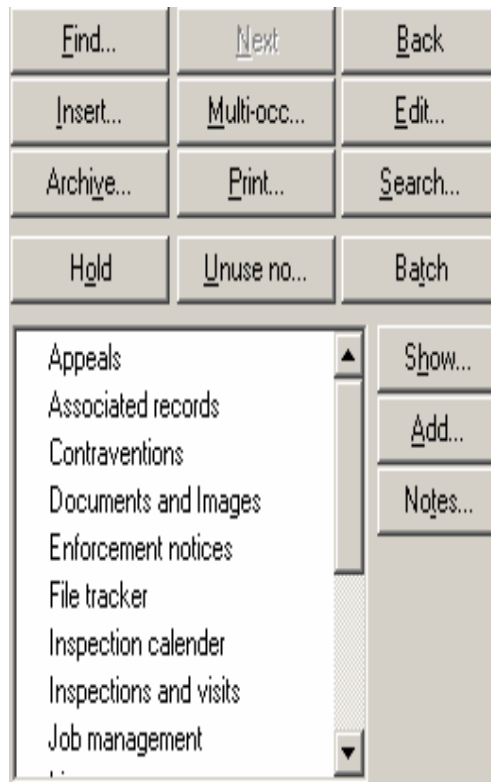 Find... Next Back
Insert... Multi-occ... Edit...
Archive... Print... Search...
Hold Unuse no... Batch
Appeals
Associated records
Contraventions
Documents and Images
Enforcement notices
File tracker
Inspection calender
Inspections and visits
Job management
Show...
Add...
Notes...